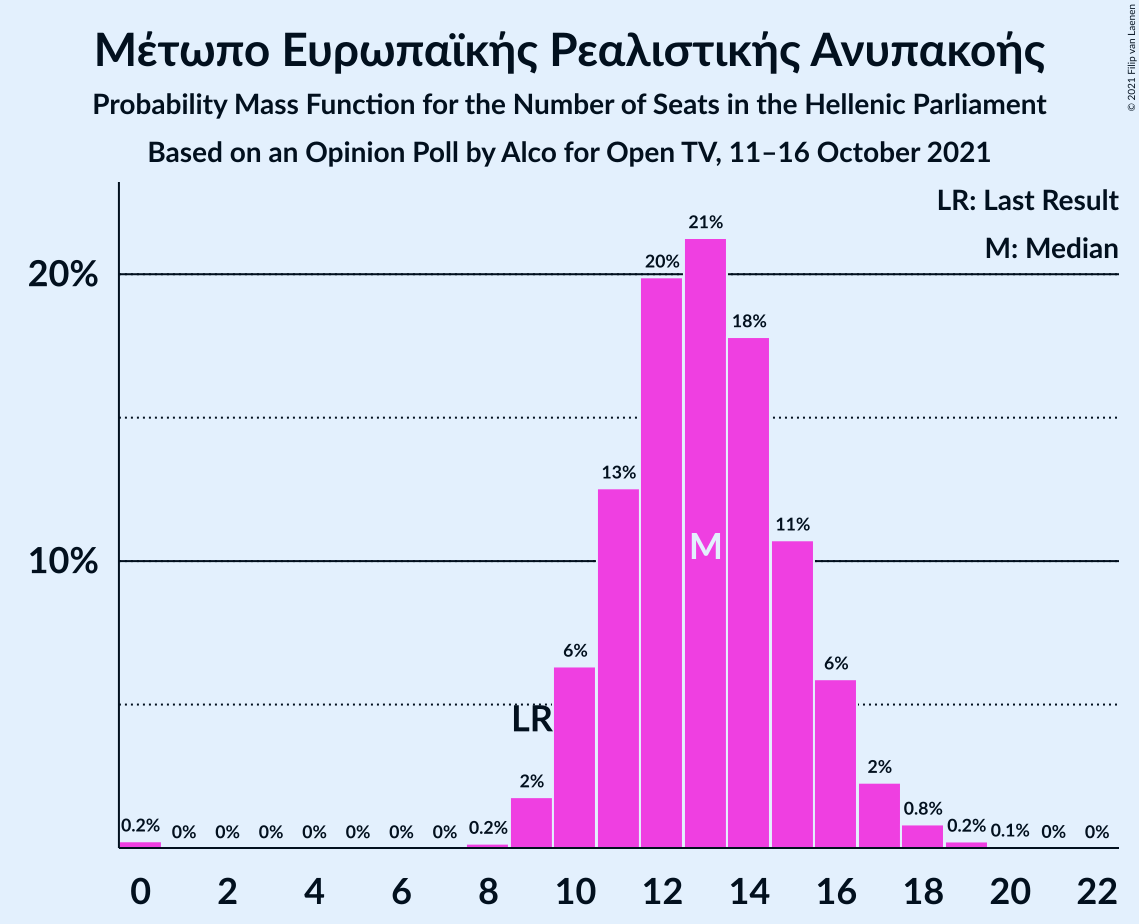 Μέτωπο Ευρωπαϊκής Ρεαλιστικής Ανυπακοής
Probability Mass Function for the Number of Seats in the Hellenic Parliament
Based on an Opinion Poll by Alco for Open TV, 11–16 October 2021
© 2021 Filip van Laenen
LR: Last Result
M: Median
20%
10%
21%
20%
18%
13%
11%
6%
6%
2%
2%
0.8%
0.2%
0%
0%
0%
0%
0%
0%
0%
0.2%
0.2%
0.1%
0%
0%
LR
M
0 2 4 6 8 10 12 14 16 18 20 22